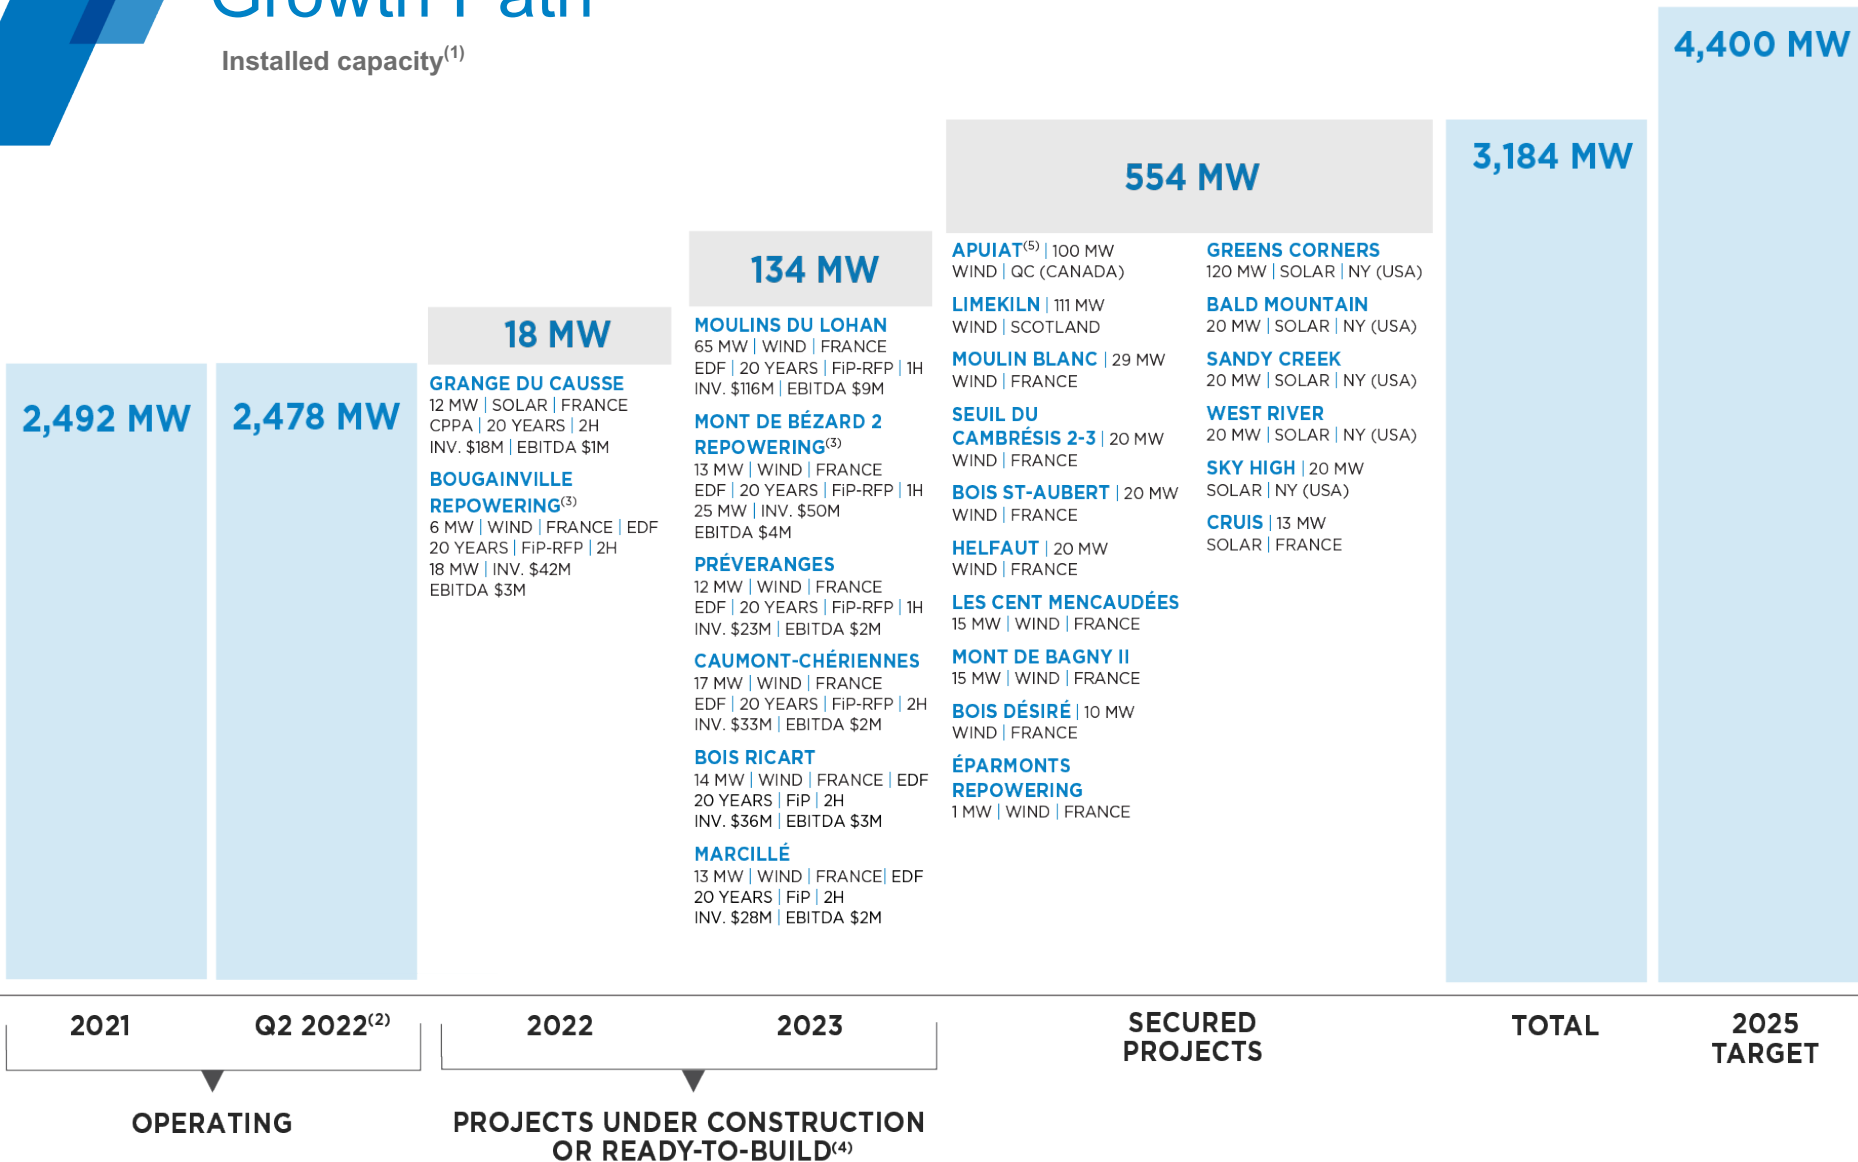 Growth Path
Installed capacity(1)
2,492 MW
2,478 MW
18 MW
GRANGE DU CAUSSE
12 MW | SOLAR | FRANCE
CPPA | 20 YEARS | 2H
INV. $18M | EBITDA $1M
BOUGAINVILLE
REPOWERING(3)
6 MW | WIND | FRANCE | EDF
20 YEARS | FiP-RFP | 2H
18 MW | INV. $42M
EBITDA $3M
134 MW
MOULINS DU LOHAN
65 MW | WIND | FRANCE
EDF | 20 YEARS | FiP-RFP | 1H
INV. $116M | EBITDA $9M
MONT DE BÉZARD 2
REPOWERING(3)
13 MW | WIND | FRANCE
EDF | 20 YEARS | FiP-RFP | 1H
25 MW | INV. $50M
EBITDA $4M
PRÉVERANGES
12 MW | WIND | FRANCE
EDF | 20 YEARS | FiP-RFP | 1H
INV. $23M | EBITDA $2M
CAUMONT-CHÉRIENNES
17 MW | WIND | FRANCE
EDF | 20 YEARS | FiP-RFP | 2H
INV. $33M | EBITDA $2M
BOIS RICART
14 MW | WIND | FRANCE | EDF
20 YEARS | FiP | 2H
INV. $36M | EBITDA $3M
MARCILLÉ
13 MW | WIND | FRANCE | EDF
20 YEARS | FiP | 2H
INV. $28M | EBITDA $2M
554 MW
APUIAT(5) | 100 MW
WIND | QC (CANADA)
LIMEKILN | 111 MW
WIND | SCOTLAND
MOULIN BLANC | 29 MW
WIND | FRANCE
SEUIL DU
CAMBRÉSIS 2-3 | 20 MW
WIND | FRANCE
BOIS ST-AUBERT | 20 MW
WIND | FRANCE
HELFAUT | 20 MW
WIND | FRANCE
LES CENT MENCAUDÉES
15 MW | WIND | FRANCE
MONT DE BAGNY II
15 MW | WIND | FRANCE
BOIS DÉSIRÉ | 10 MW
WIND | FRANCE
ÉPARMONTS
REPOWERING
1 MW | WIND | FRANCE
GREENS CORNERS
120 MW | SOLAR | NY (USA)
BALD MOUNTAIN
20 MW | SOLAR | NY (USA)
SANDY CREEK
20 MW | SOLAR | NY (USA)
WEST RIVER
20 MW | SOLAR | NY (USA)
SKY HIGH | 20 MW
SOLAR | NY (USA)
CRUIS | 13 MW
SOLAR | FRANCE
3,184 MW
4,400 MW
2021
Q2 2022(2)
2022
2023
SECURED
PROJECTS
TOTAL
2025
TARGET
OPERATING
PROJECTS UNDER CONSTRUCTION
OR READY-TO-BUILD(4)